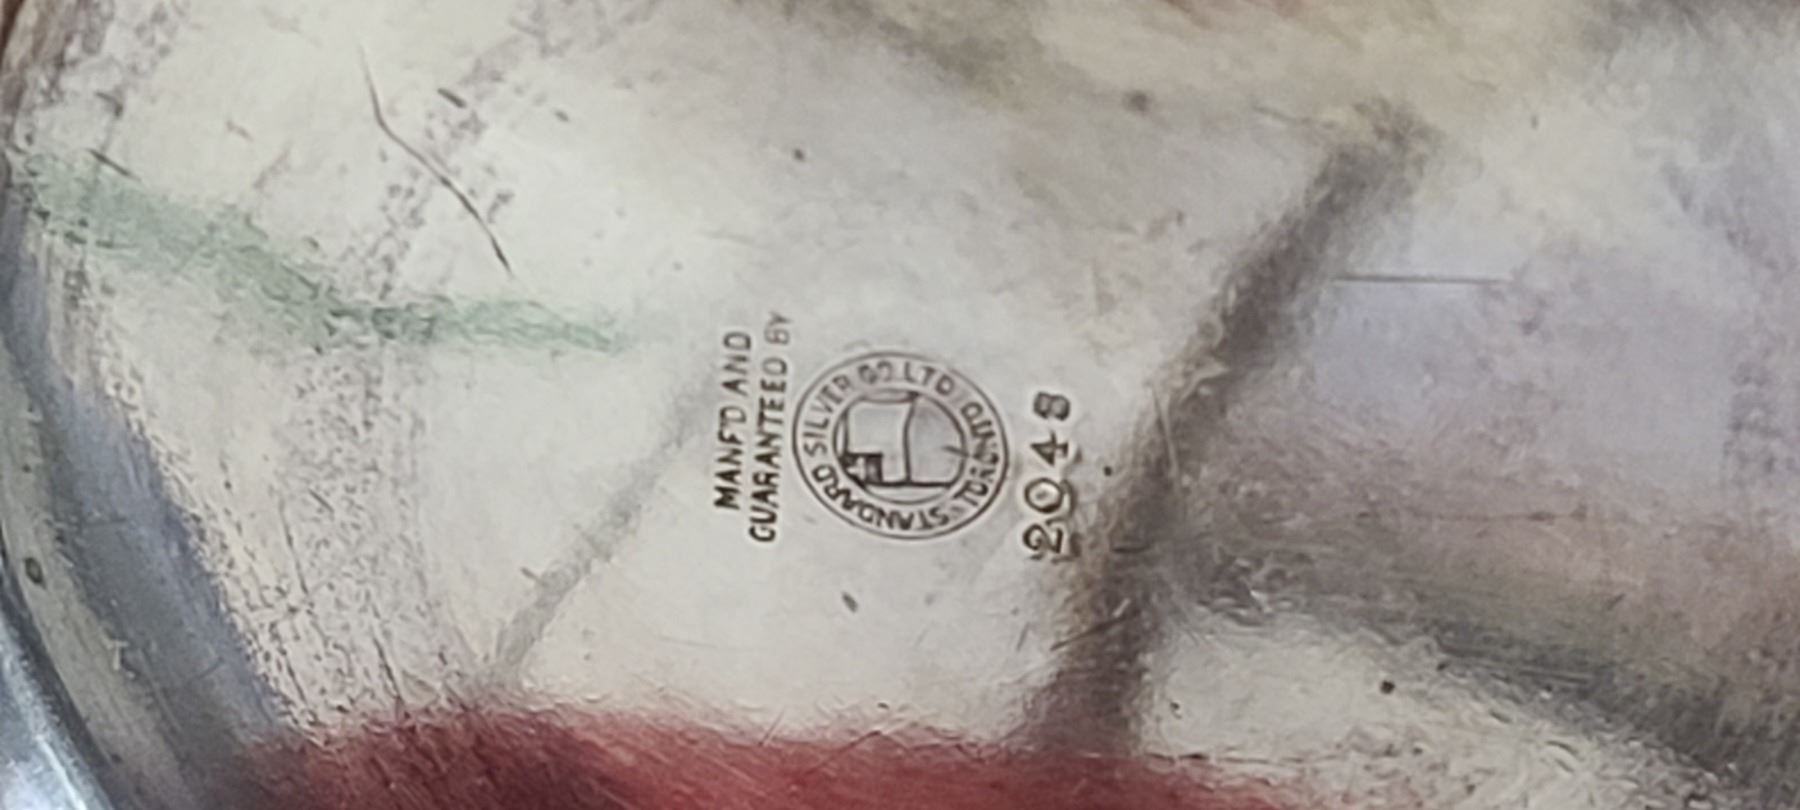 MANF'D AND
GUARANTEED BY
STANDARD SILVER CO LTD TORONTO
2048